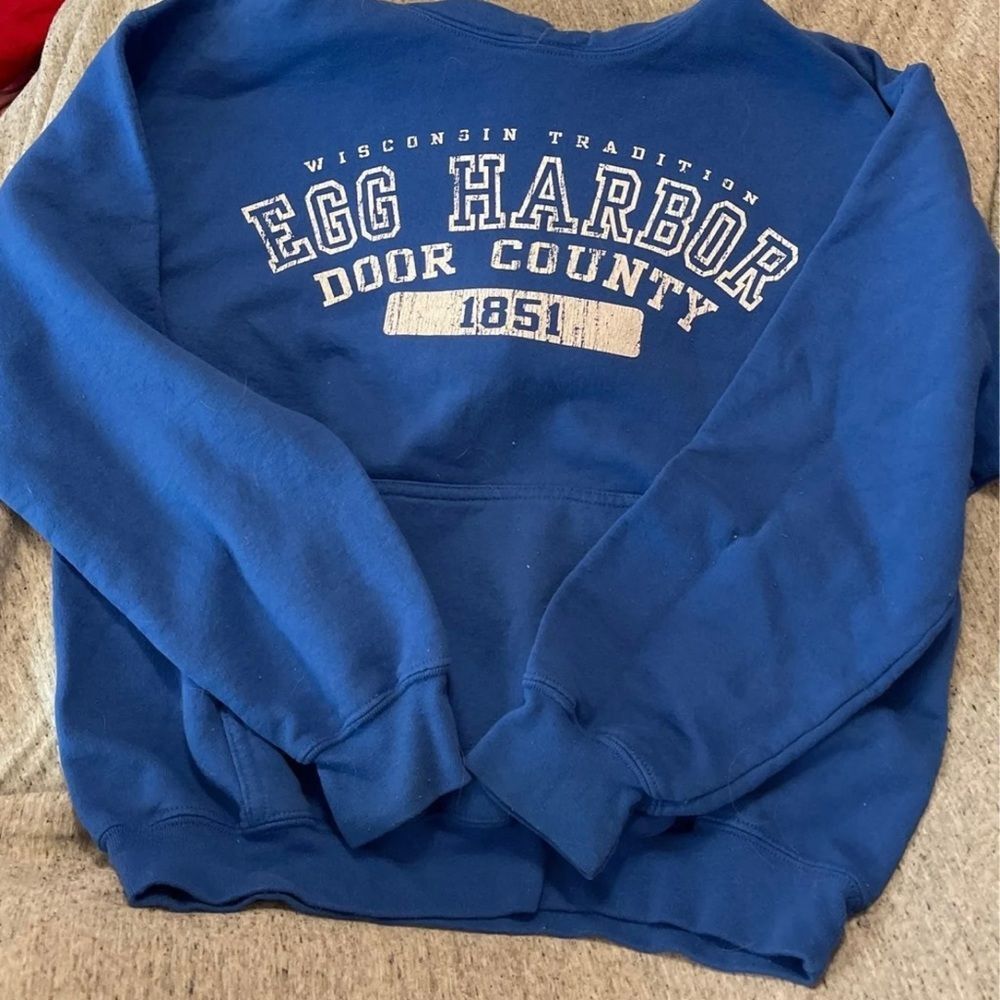 WISCONSIN TRADITION
EGG HARBOR
DOOR COUNTY
1851